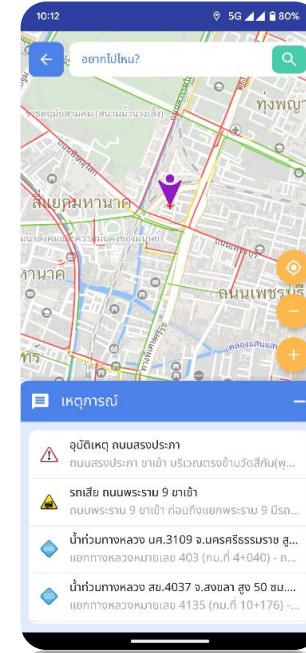 10:12
5G 80%
อยากไปไหน?
ทุ่งพญา
สี่แยกมหานาค
ถนนเพชรบุรี
เหตุการณ์
อุบัติเหตุ ถนนสรงประภา
ถนนสรงประภา ขาเข้า บริเวณตรงข้ามวัดสีกัน(พุ...
รถเสีย ถนนพระราม 9 ขาเข้า
ถนนพระราม 9 ขาเข้า ก่อนถึงแยกพระราม 9 มีรถ...
น้ำท่วมทางหลวง นศ.3109 จ.นครศรีธรรมราช สู...
แยกทางหลวงหมายเลข 403 (กม.ที่ 4+040) - ถ...
น้ำท่วมทางหลวง สข.4037 จ.สงขลา สูง 50 ซม....
แยกทางหลวงหมายเลข 4135 (กม.ที่ 10+176) -...